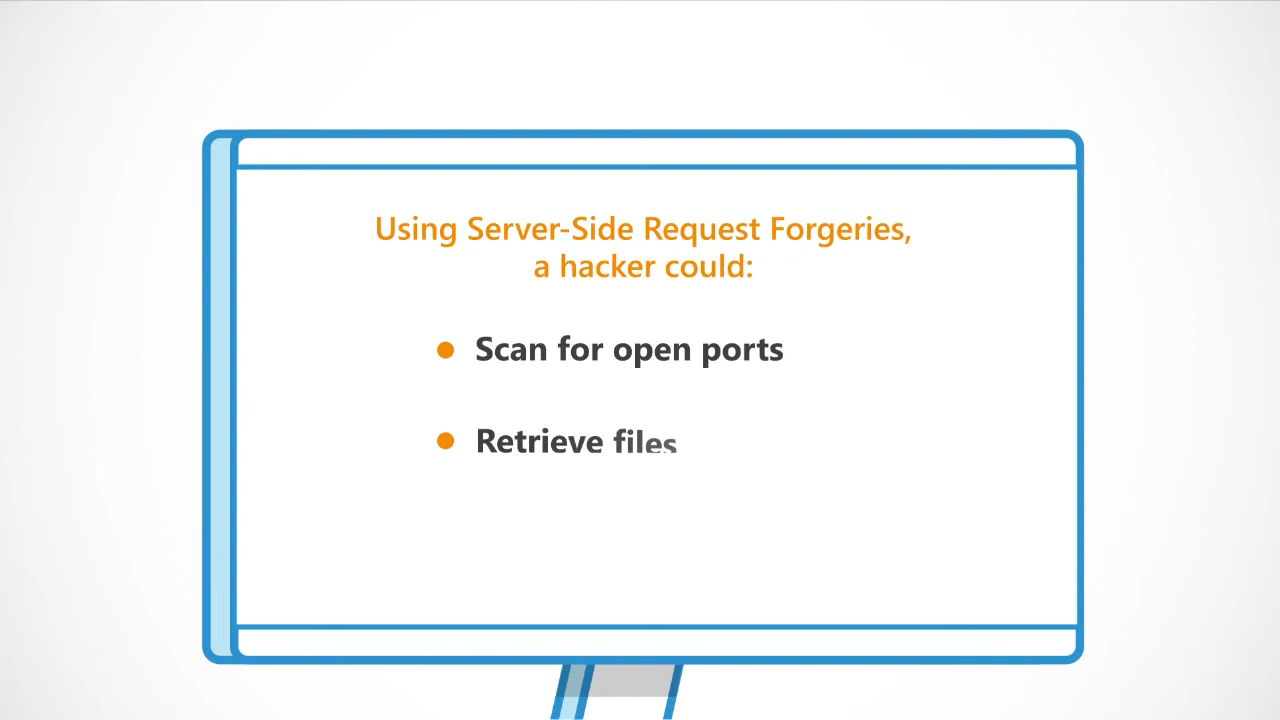 Using Server-Side Request Forgeries,
a hacker could:
Scan for open ports
Retrieve files